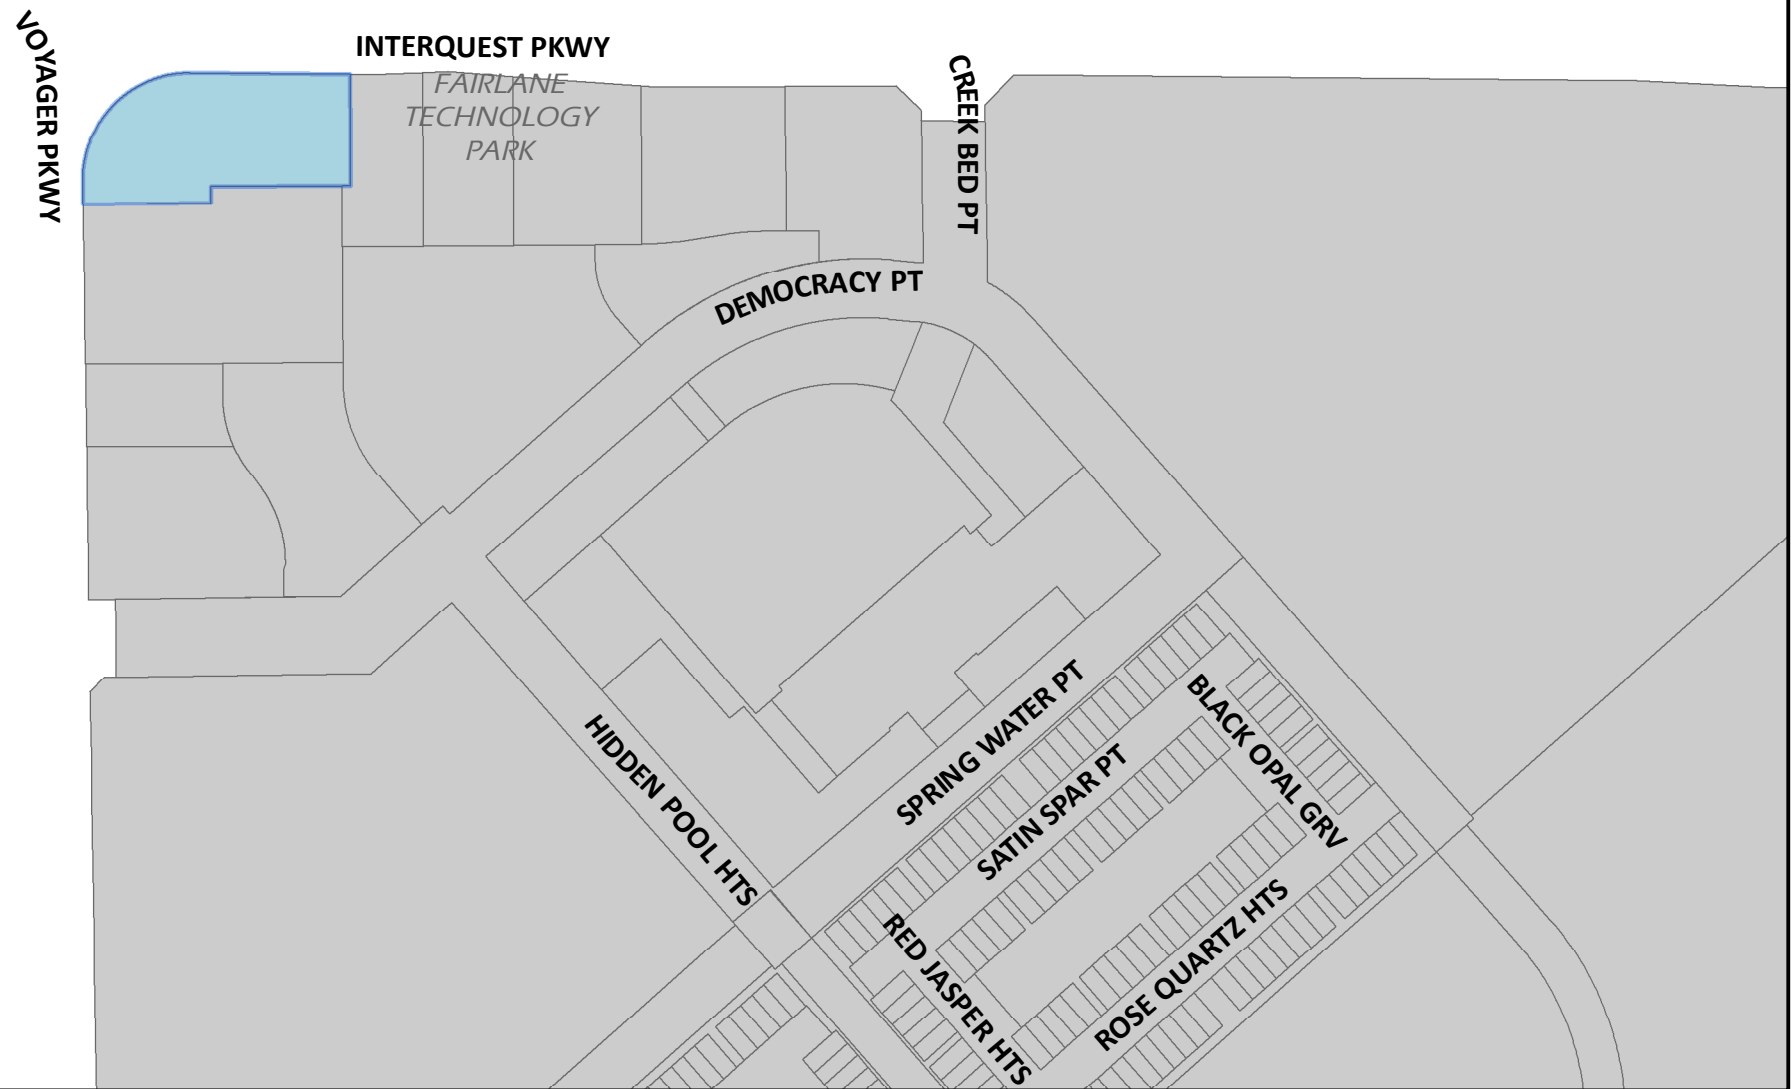 VOYAGER PKWY
INTERQUEST PKWY
FAIRLANE
TECHNOLOGY
PARK
CREEK BED PT
DEMOCRACY PT
HIDDEN POOL HTS
SPRING WATER PT
SATIN SPAR PT
BLACK OPAL GRV
RED JASPER HTS
ROSE QUARTZ HTS